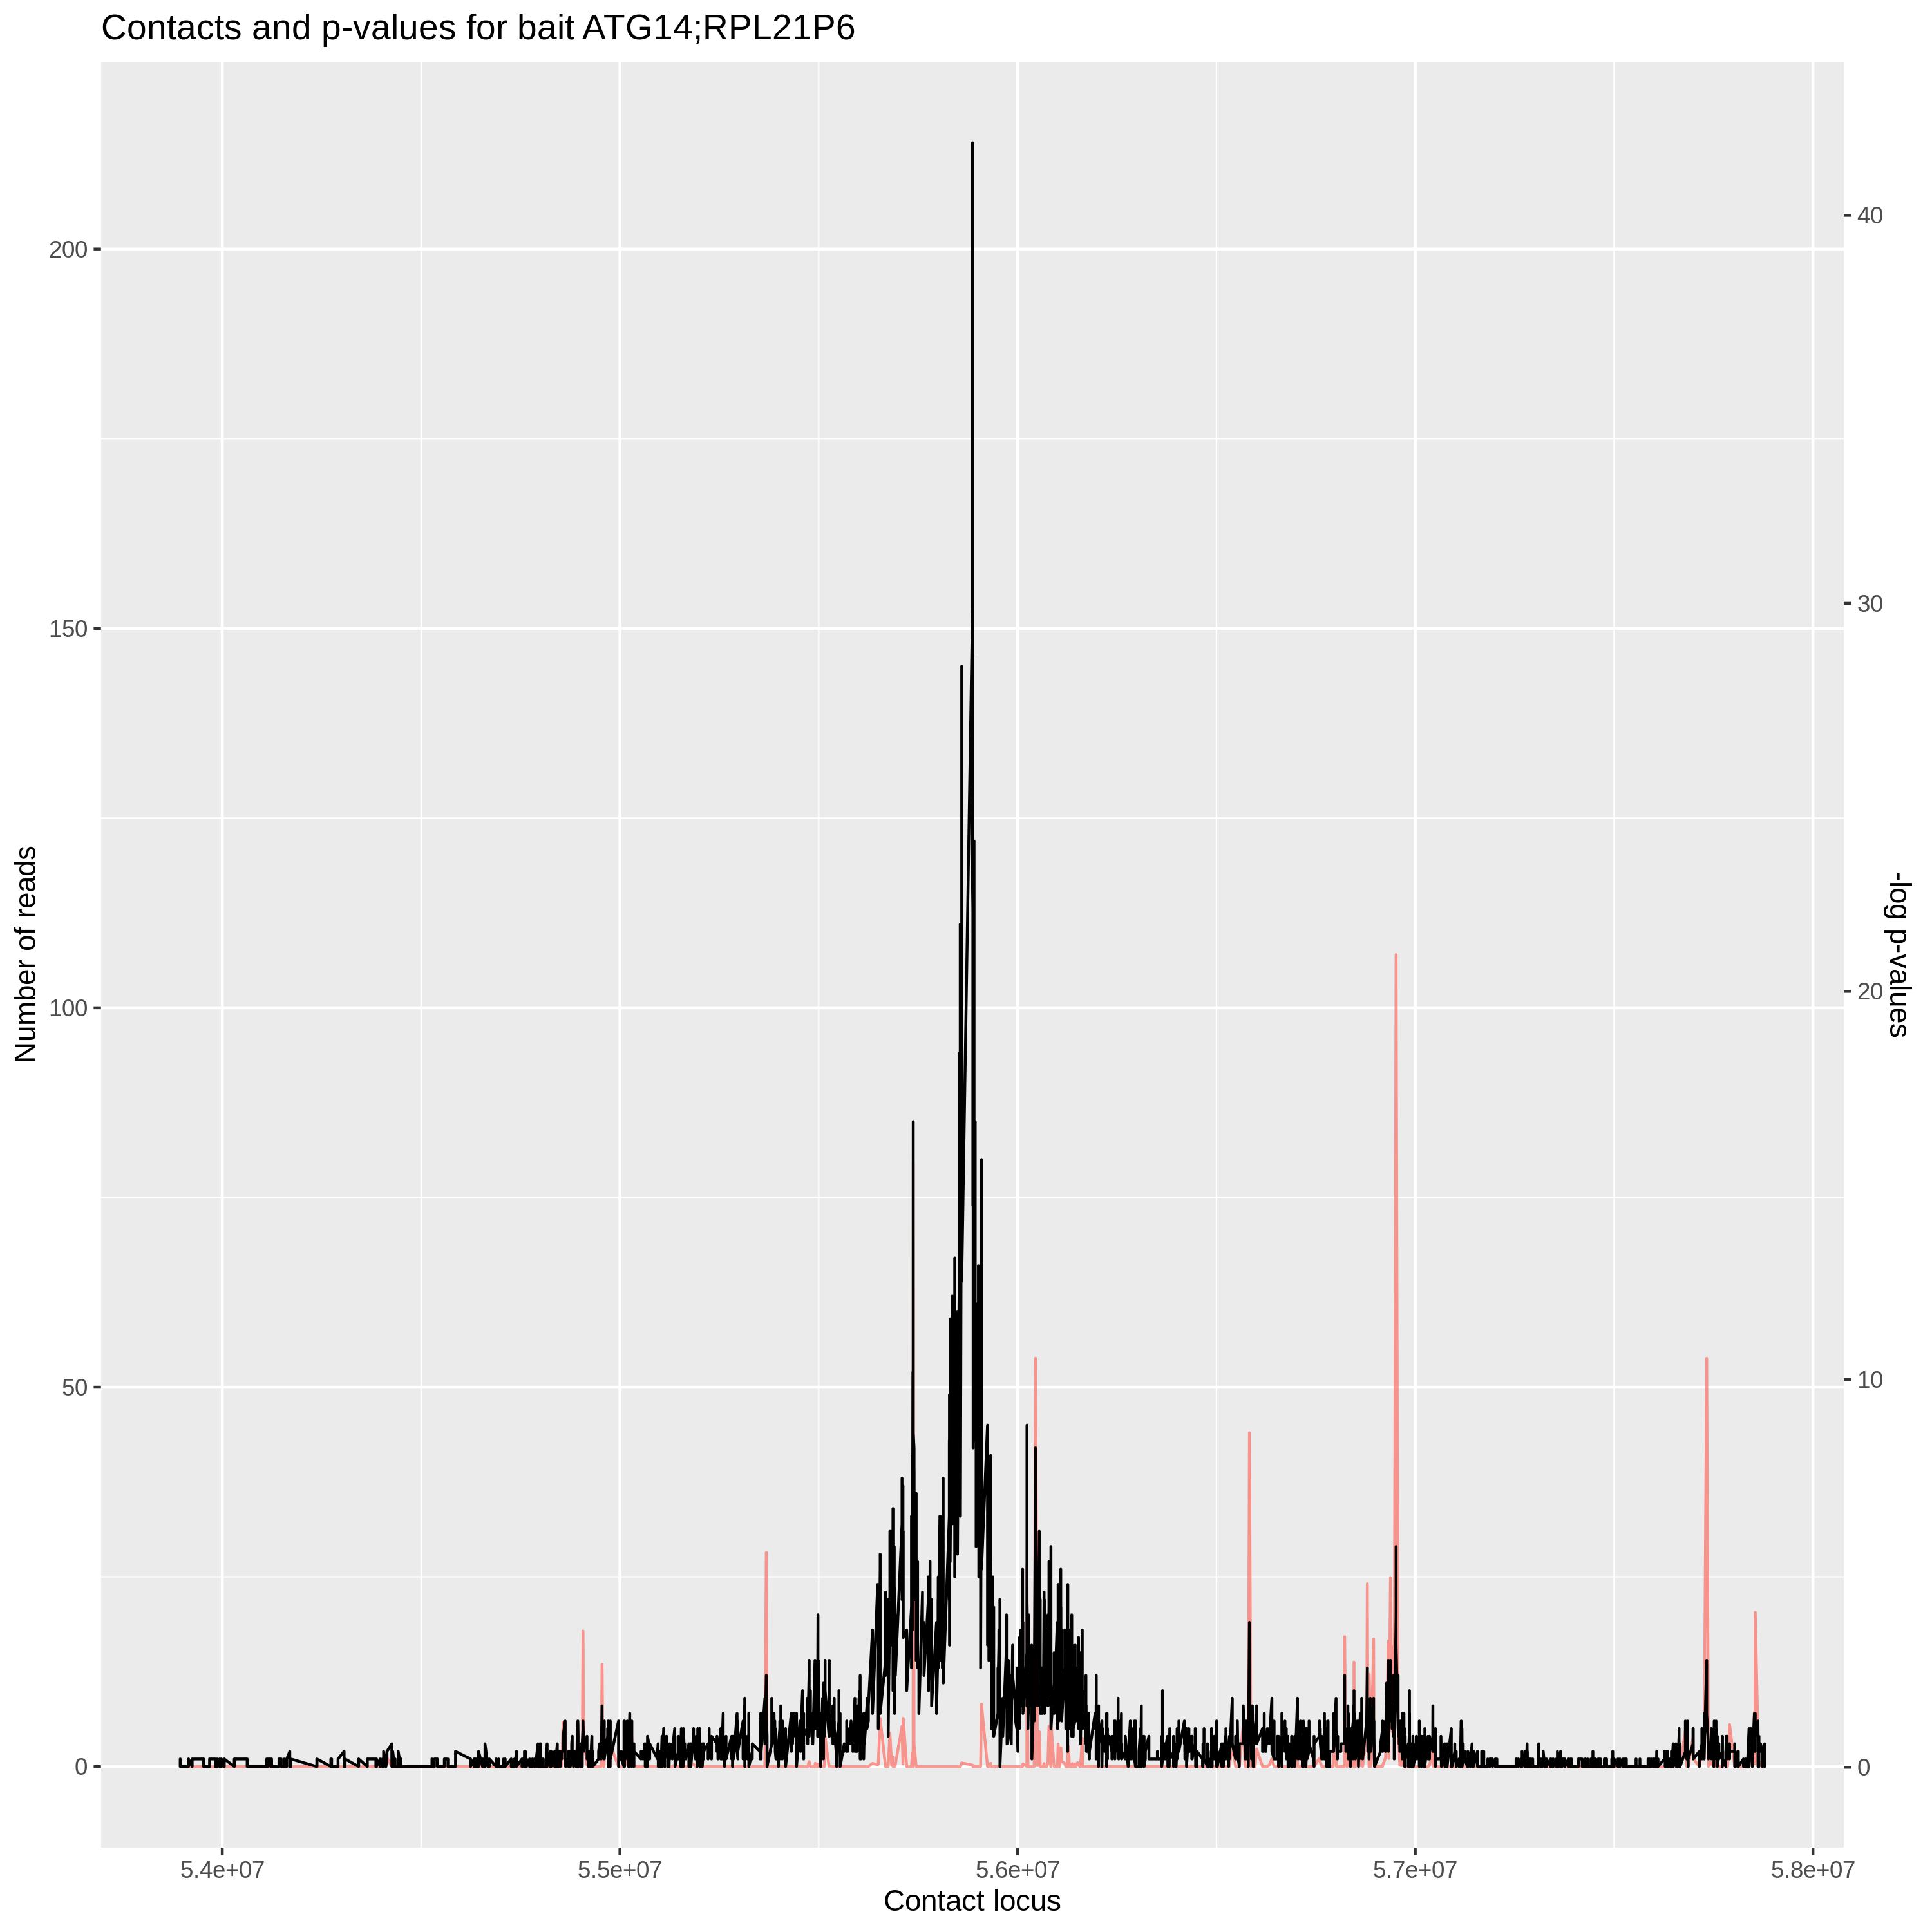 Contacts and p-values for bait ATG14;RPL21P6
200
150
100
50
0
40
30
20
10
0
Number of reads
-log p-values
5.4e+07
5.5e+07
5.6e+07
5.7e+07
5.8e+07
Contact locus